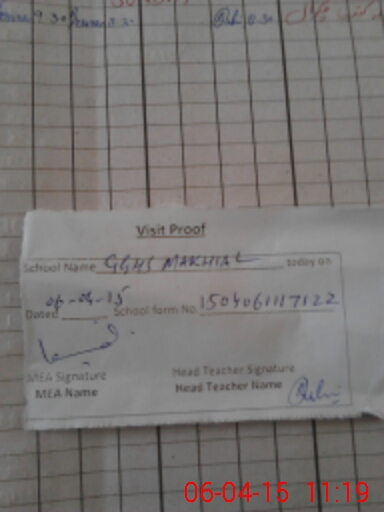 Visit Proof
School Name GGHS MAKHIAL today on
Dated 06-04-15 School form No 1504061117122
MEA Signature Head Teacher Signature
MEA Name Head Teacher Name
06-04-15 11:19